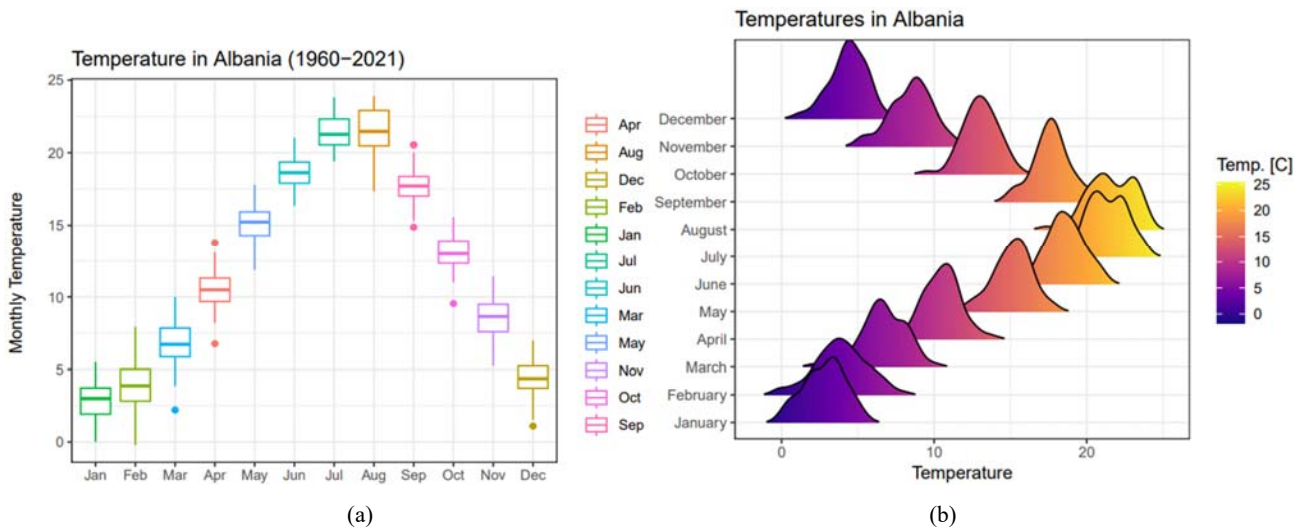 Temperature in Albania (1960−2021)
Monthly Temperature
25
20
15
10
5
0
Jan Feb Mar Apr May Jun Jul Aug Sep Oct Nov Dec
Apr
Aug
Dec
Feb
Jan
Jul
Jun
Mar
May
Nov
Oct
Sep
(a)
Temperatures in Albania
December
November
October
September
August
July
June
May
April
March
February
January
0 10 20
Temperature
Temp. [C]
25
20
15
10
5
0
(b)